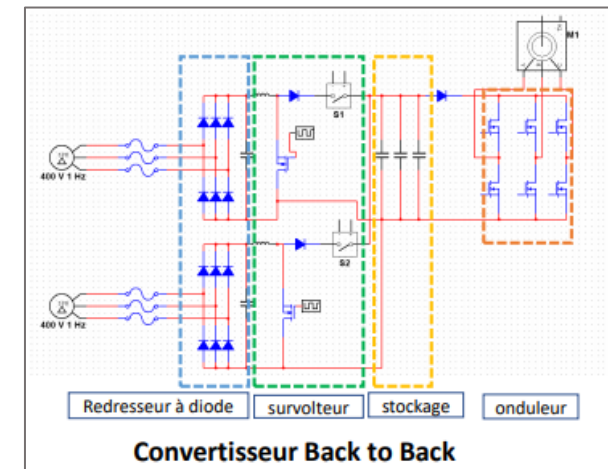 M1
S1
400 V 1 Hz
S2
400 V 1 Hz
Redresseur à diode
survolteur
stockage
onduleur
Convertisseur Back to Back